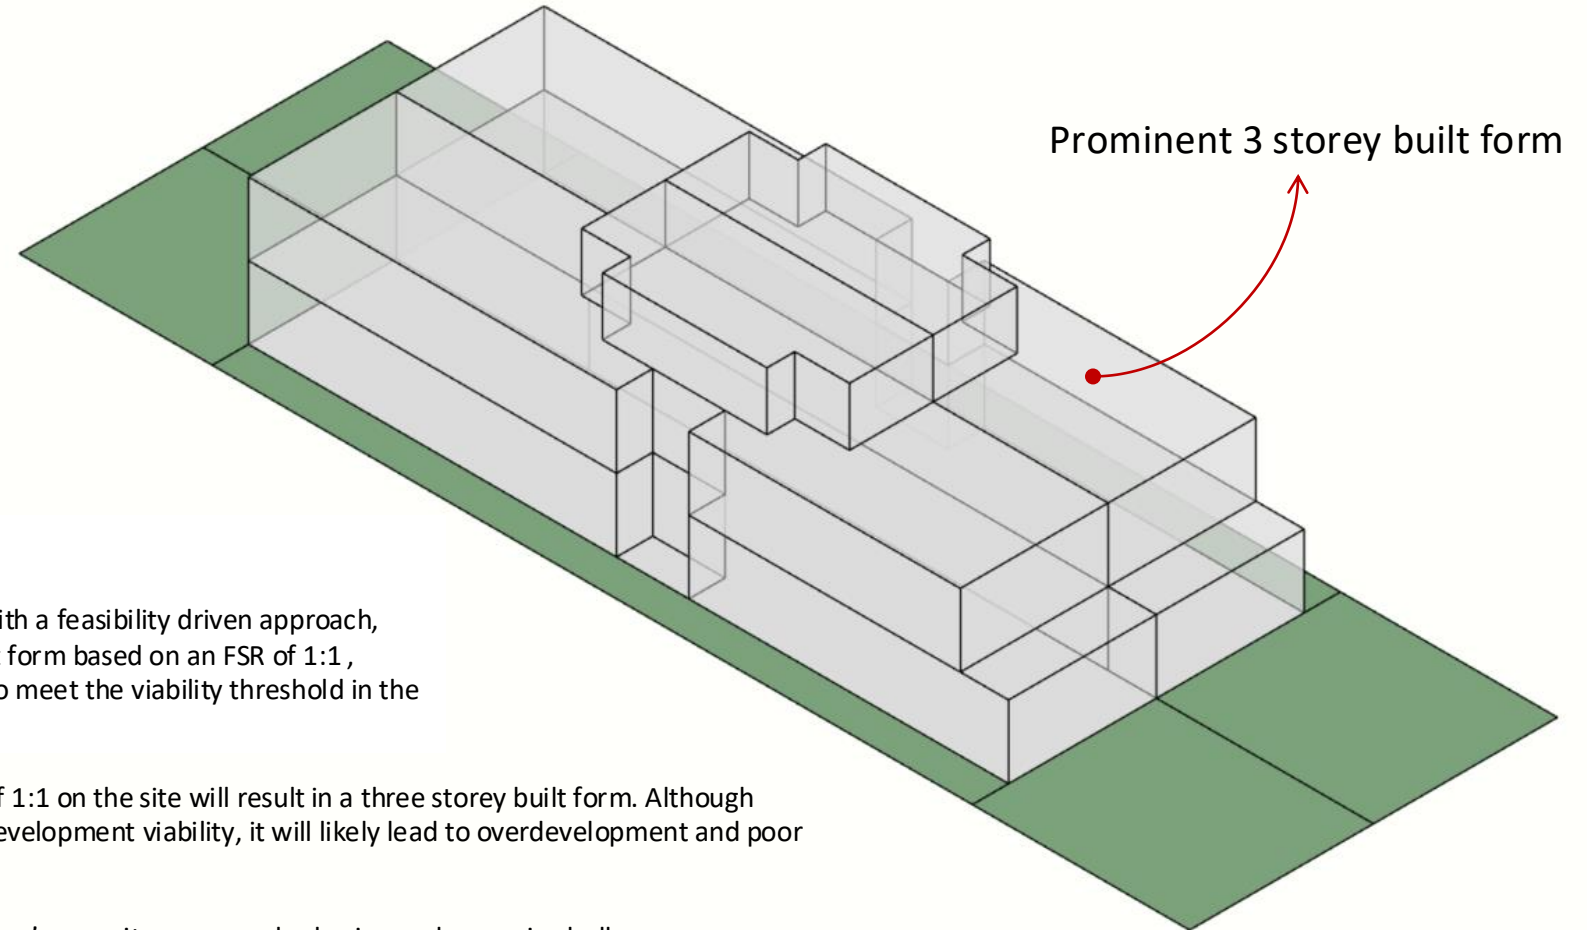 Prominent 3 storey built form
with a feasibility driven approach,
form based on an FSR of 1:1 ,
o meet the viability threshold in the
f 1:1 on the site will result in a three storey built form. Although
evelopment viability, it will likely lead to overdevelopment and poor